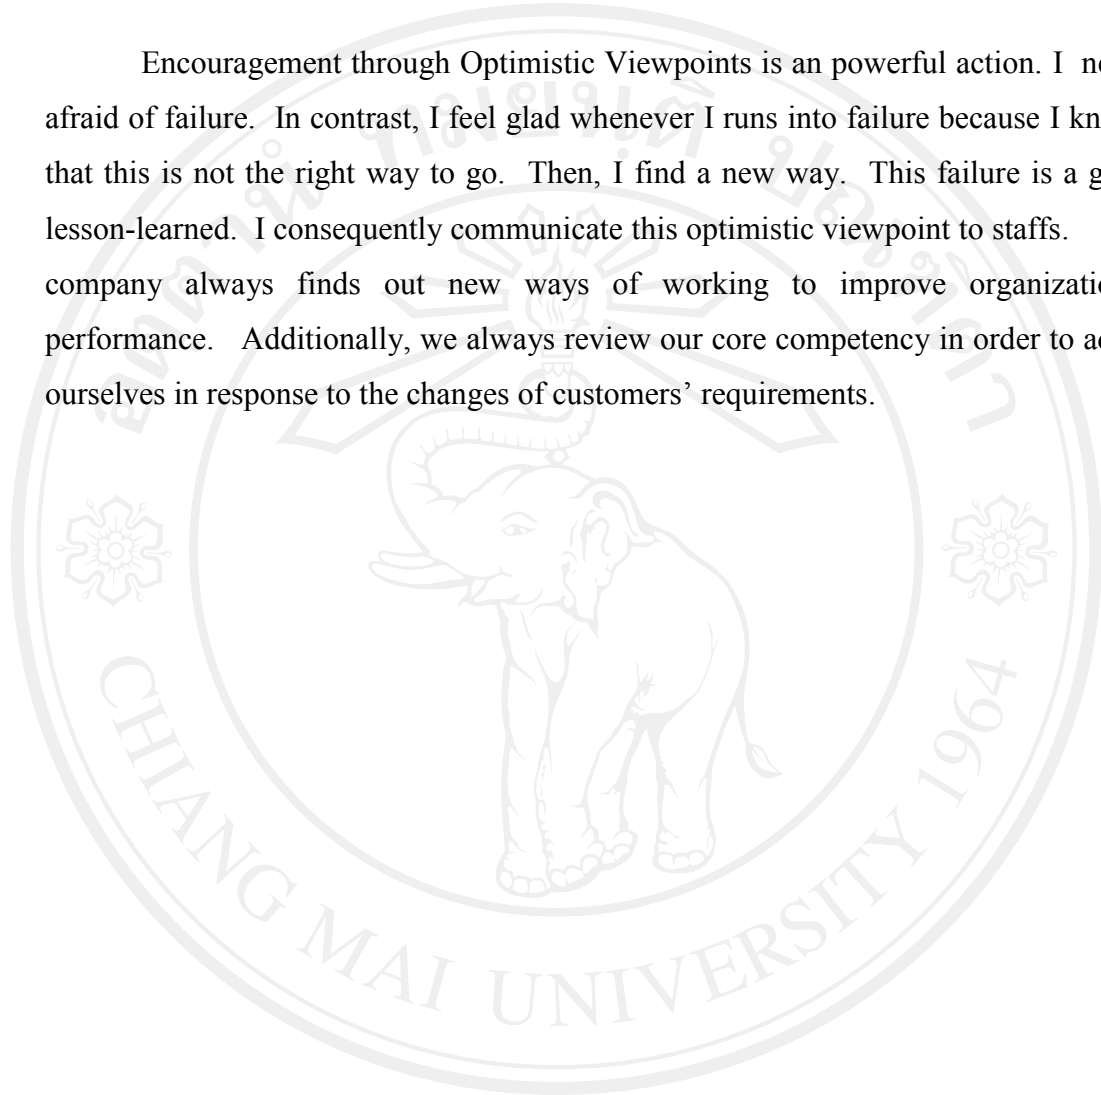 Encouragement through Optimistic Viewpoints is an powerful action. I
afraid of failure. In contrast, I feel glad whenever I runs into failure because I
that this is not the right way to go. Then, I find a new way. This failure is a
lesson-learned. I consequently communicate this optimistic viewpoint to staffs.
company always finds out new ways of working to improve
performance. Additionally, we always review our core competency in order to
ourselves in response to the changes of customers’ requirements.
CHIANG MAI UNIVERSITY 1964